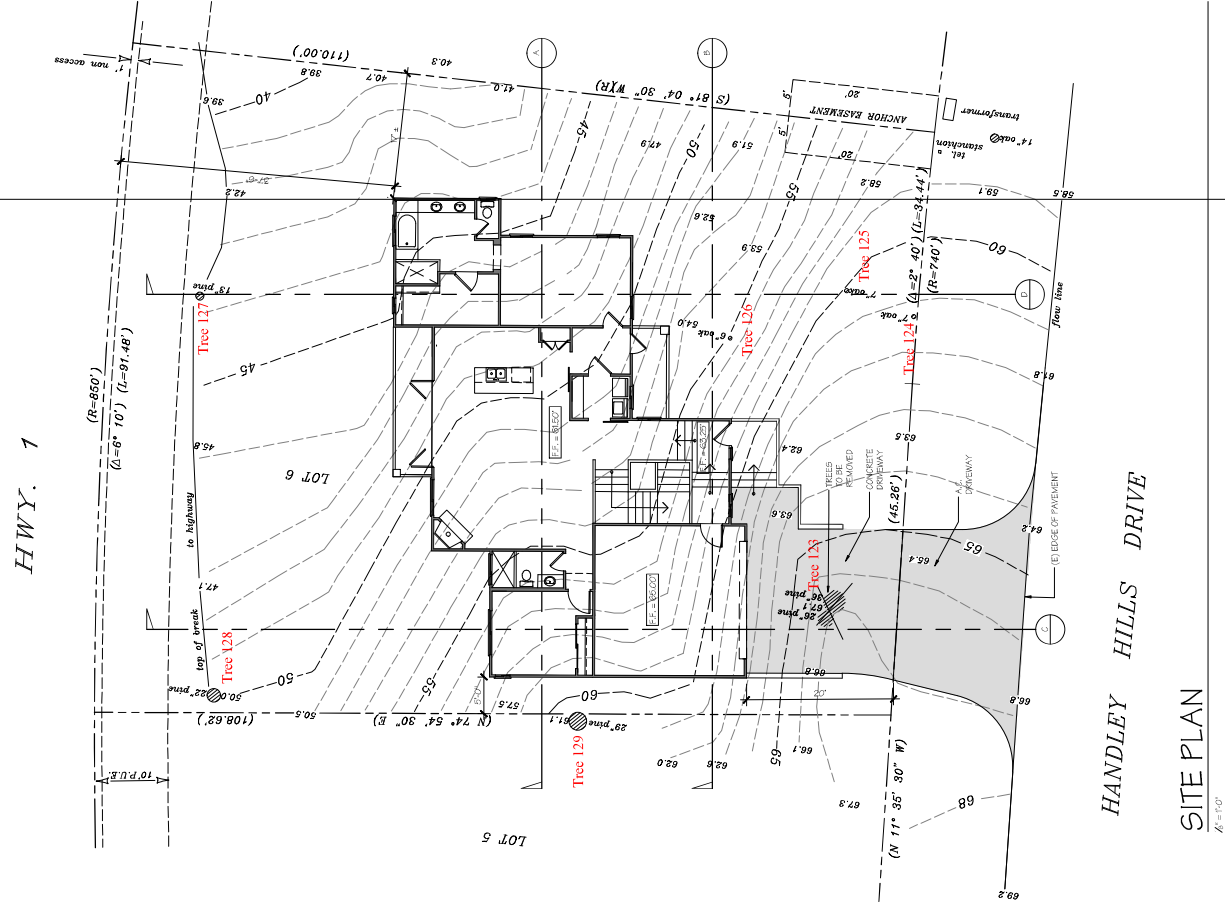 1' non access
(110.00')
39.8
40.7
40.3
41.0
39.6
40
(S 81° 04' 30" W)(R)
45
47.9
50
51.9
55
6'
5'
20'
ANCHOR EASEMENT
20'
transformer
14" oak
tel.
stanchion
58.2
59.1
58.5
42.2
37'-6"
A
B
52.6
53.9
54.0
60
Tree 125
7" oak
(Δ=2° 40') (L=34.44')
(R=740')
D
flow line
13" pine
Tree 127
6" oak
Tree 126
7" oak
Tree 124
61.8
45
(R=850')
(Δ=6° 10') (L=91.48')
HWY. 1
45.8
LOT 6
to highway
F.F. = 61.50'
F.F. = 63.25'
62.4
63.5
63.6
TREES
TO BE
REMOVED
CONCRETE
DRIVEWAY
(45.26')
A.C.
DRIVEWAY
64.2
(E) EDGE OF PAVEMENT
65
65.4
Tree 123
36" pine
67.1
26" pine
47.1
top of break
Tree 128
22" pine
50.0
50
F.F. = 65.00'
C
66.8
66.8
20'
55
57.5
60
(108.62')
50.5
(N 74° 54' 30" E)
61.1
29" pine
Tree 129
62.0
62.6
65
66.1
67.3
10' P.U.E.
LOT 5
(N 11° 35' 30" W)
68
69.2
HANDLEY HILLS DRIVE
SITE PLAN